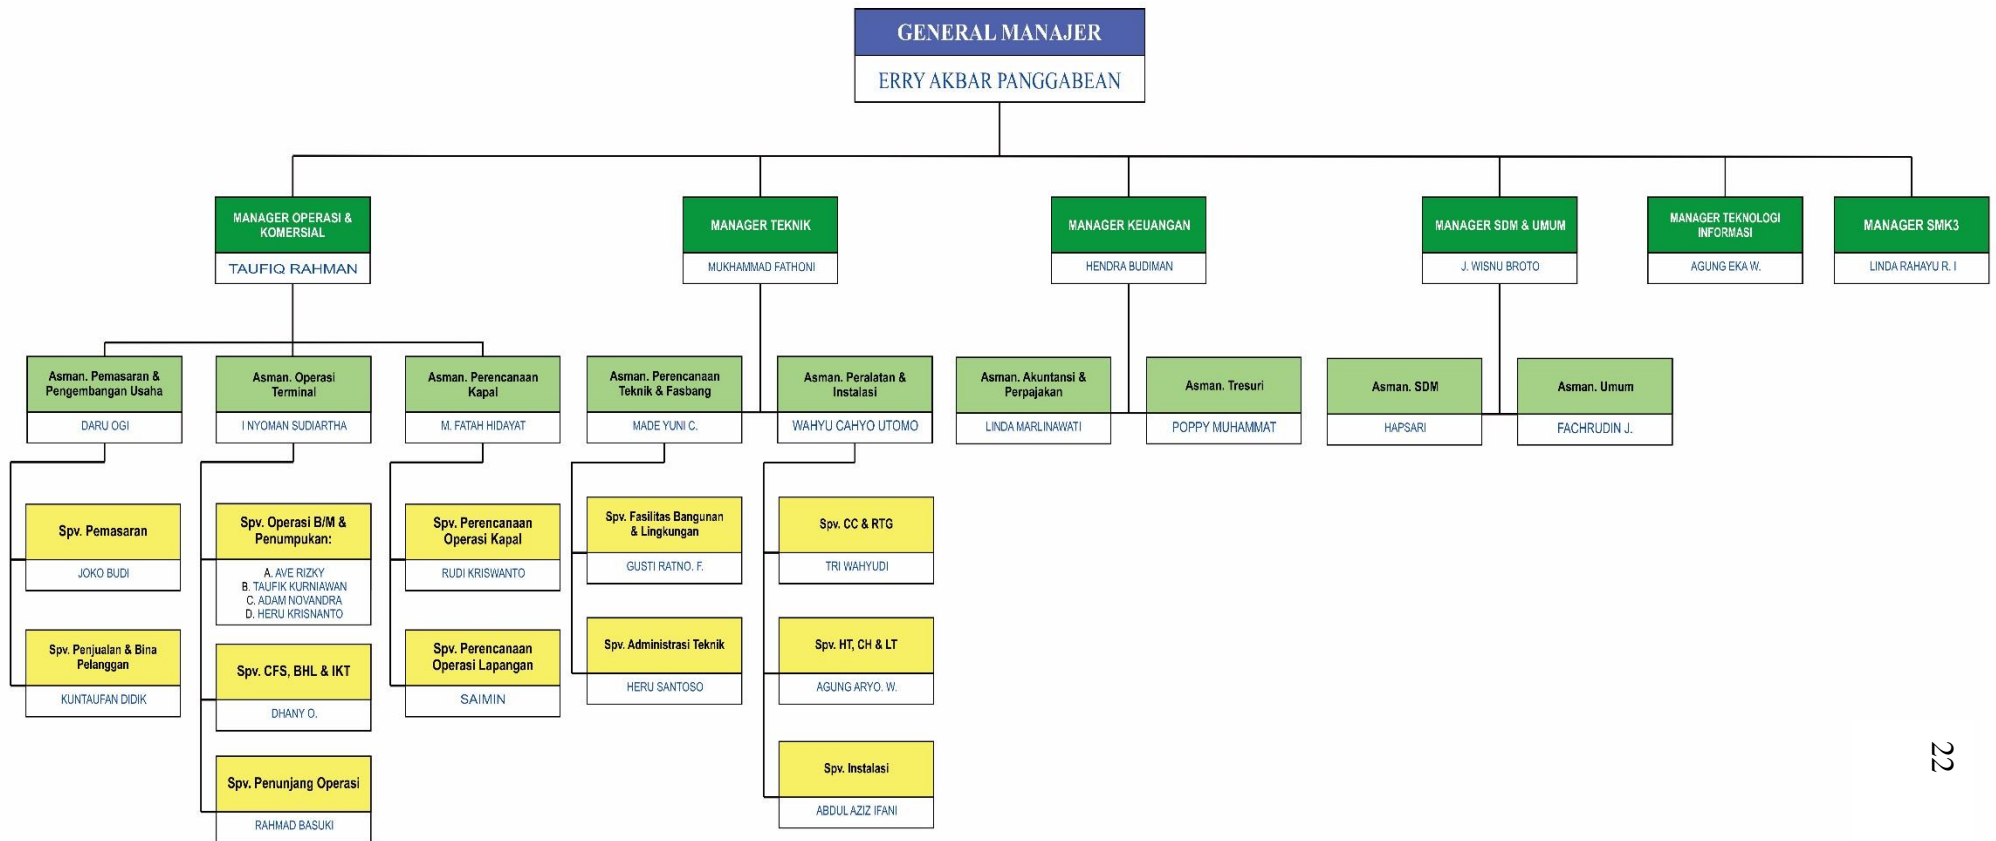 GENERAL MANAJER
ERRY AKBAR PANGGABEAN
MANAGER OPERASI &
KOMERSIAL
TAUFIQ RAHMAN
MANAGER TEKNIK
MUKHAMMAD FATHONI
MANAGER KEUANGAN
HENDRA BUDIMAN
MANAGER SDM & UMUM
J. WISNU BROTO
MANAGER TEKNOLOGI
INFORMASI
AGUNG EKA W.
MANAGER SMK3
LINDA RAHAYU R. I
Asman. Pemasaran &
Pengembangan Usaha
DARU OGI
Asman. Operasi
Terminal
I NYOMAN SUDIARTHA
Asman. Perencanaan
Kapal
M. FATAH HIDAYAT
Asman. Perencanaan
Teknik & Fasbang
MADE YUNI C.
Asman. Peralatan &
Instalasi
WAHYU CAHYO UTOMO
Asman. Akuntansi &
Perpajakan
LINDA MARLINAWATI
Asman. Tresuri
POPPY MUHAMMAT
Asman. SDM
HAPSARI
Asman. Umum
FACHRUDIN J.
Spv. Pemasaran
JOKO BUDI
Spv. Penjualan & Bina
Pelanggan
KUNTAUFAN DIDIK
Spv. Operasi B/M &
Penumpukan:
A. AVE RIZKY
B. TAUFIK KURNIAWAN
C. ADAM NOVANDRA
D. HERU KRISNANTO
Spv. CFS, BHL & IKT
DHANY O.
Spv. Penunjang Operasi
RAHMAD BASUKI
Spv. Perencanaan
Operasi Kapal
RUDI KRISWANTO
Spv. Perencanaan
Operasi Lapangan
SAIMIN
Spv. Fasilitas Bangunan
& Lingkungan
GUSTI RATNO. F.
Spv. Administrasi Teknik
HERU SANTOSO
Spv. CC & RTG
TRI WAHYUDI
Spv. HT, CH & LT
AGUNG ARYO. W.
Spv. Instalasi
ABDUL AZIZ IFANI
22